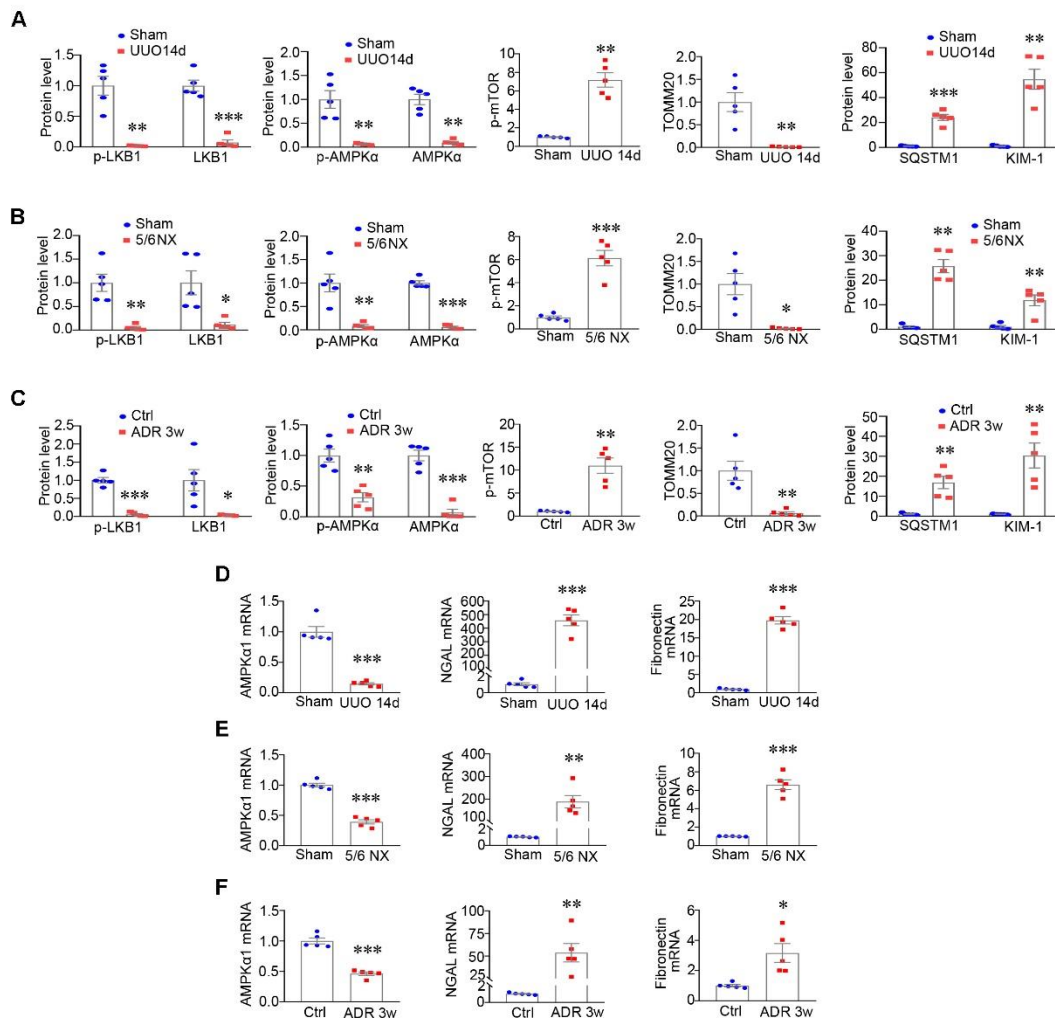 A
Protein level
1.5
1.0
0.5
0.0
Sham
UUO14d
**
***
p-LKB1
LKB1
Protein level
2.0
1.5
1.0
0.5
0.0
Sham
UUO14d
**
**
p-AMPKα
AMPKα
p-mTOR
10
8
6
4
2
0
**
Sham
UUO 14d
TOMM20
2.0
1.5
1.0
0.5
0.0
**
Sham
UUO 14d
Protein level
80
60
40
20
0
Sham
UUO14d
***
**
SQSTM1
KIM-1
B
Protein level
2.0
1.5
1.0
0.5
0.0
Sham
5/6NX
**
*
p-LKB1
LKB1
Protein level
2.0
1.5
1.0
0.5
0.0
Sham
5/6NX
**
***
p-AMPKα
AMPKα
p-mTOR
8
6
4
2
0
***
Sham
5/6 NX
TOMM20
2.0
1.5
1.0
0.5
0.0
*
Sham
5/6 NX
Protein level
40
30
20
10
0
Sham
5/6NX
**
**
SQSTM1
KIM-1
C
Protein level
2.5
2.0
1.5
1.0
0.5
0.0
Ctrl
ADR 3w
***
*
p-LKB1
LKB1
Protein level
1.5
1.0
0.5
0.0
Ctrl
ADR 3w
**
***
p-AMPKα
AMPKα
p-mTOR
20
15
10
5
0
**
Ctrl
ADR 3w
TOMM20
2.0
1.5
1.0
0.5
0.0
**
Ctrl
ADR 3w
Protein level
50
40
30
20
10
0
Ctrl
ADR 3w
**
**
SQSTM1
KIM-1
D
AMPKα1 mRNA
1.5
1.0
0.5
0.0
***
Sham
UUO 14d
NGAL mRNA
600
500
400
300
200
100
2
0
***
Sham
UUO 14d
Fibronectin
mRNA
25
20
15
10
5
0
***
Sham
UUO 14d
E
AMPKα1 mRNA
1.5
1.0
0.5
0.0
***
Sham
5/6 NX
NGAL mRNA
400
300
200
100
2
0
**
Sham
5/6 NX
Fibronectin
mRNA
10
8
6
4
2
0
***
Sham
5/6 NX
F
AMPKα1 mRNA
1.5
1.0
0.5
0.0
***
Ctrl
ADR 3w
NGAL mRNA
100
75
50
25
2
0
**
Ctrl
ADR 3w
Fibronectin
mRNA
6
4
2
0
*
Ctrl
ADR 3w